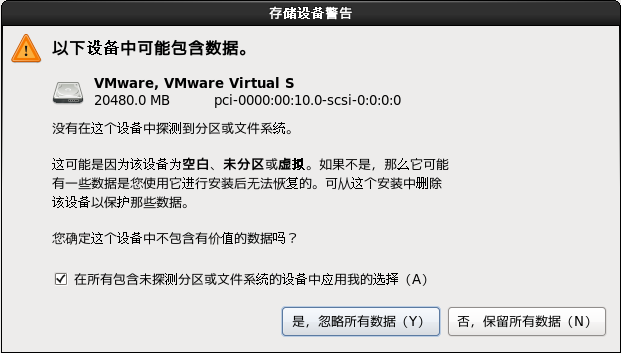 存储设备警告
以下设备中可能包含数据。
VMware, VMware Virtual S
20480.0 MB pci-0000:00:10.0-scsi-0:0:0:0
没有在这个设备中探测到分区或文件系统。
这可能是因为该设备为空白、未分区或虚拟。如果不是，那么它可能
有一些数据是您使用它进行安装后无法恢复的。可从这个安装中删除
该设备以保护那些数据。
您确定这个设备中不包含有价值的数据吗？
在所有包含未探测分区或文件系统的设备中应用我的选择（A）
是，忽略所有数据（Y） 否，保留所有数据（N）